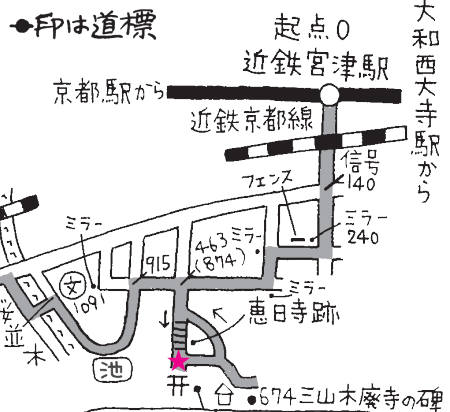 印は道標
起点0
近鉄宮津駅
大和西大寺駅から
京都駅から
近鉄京都線
信号
140
フェンス
ミラー
240
ミラー
463
(874)
ミラー
915
文
1091
ミラー
恵日寺跡
並木
池
674三山木廃寺の碑